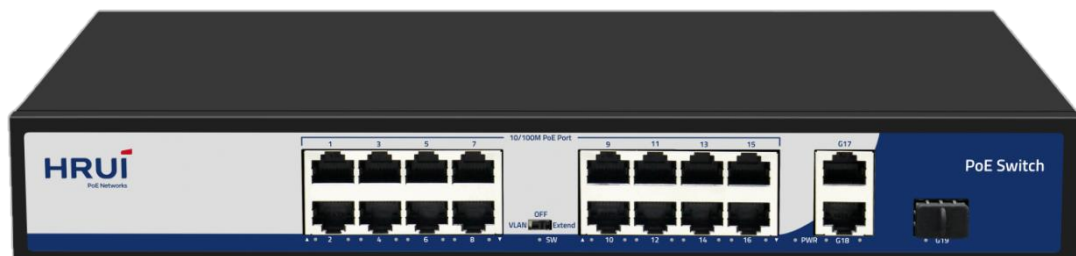 10/100M PoE Port
1 3 5 7
9 11 13 15
G17
HRUI
PoE Networks
PoE Switch
OFF
VLAN Extend
2 4 6 8
SW
10 12 14 16
PWR G18
G19